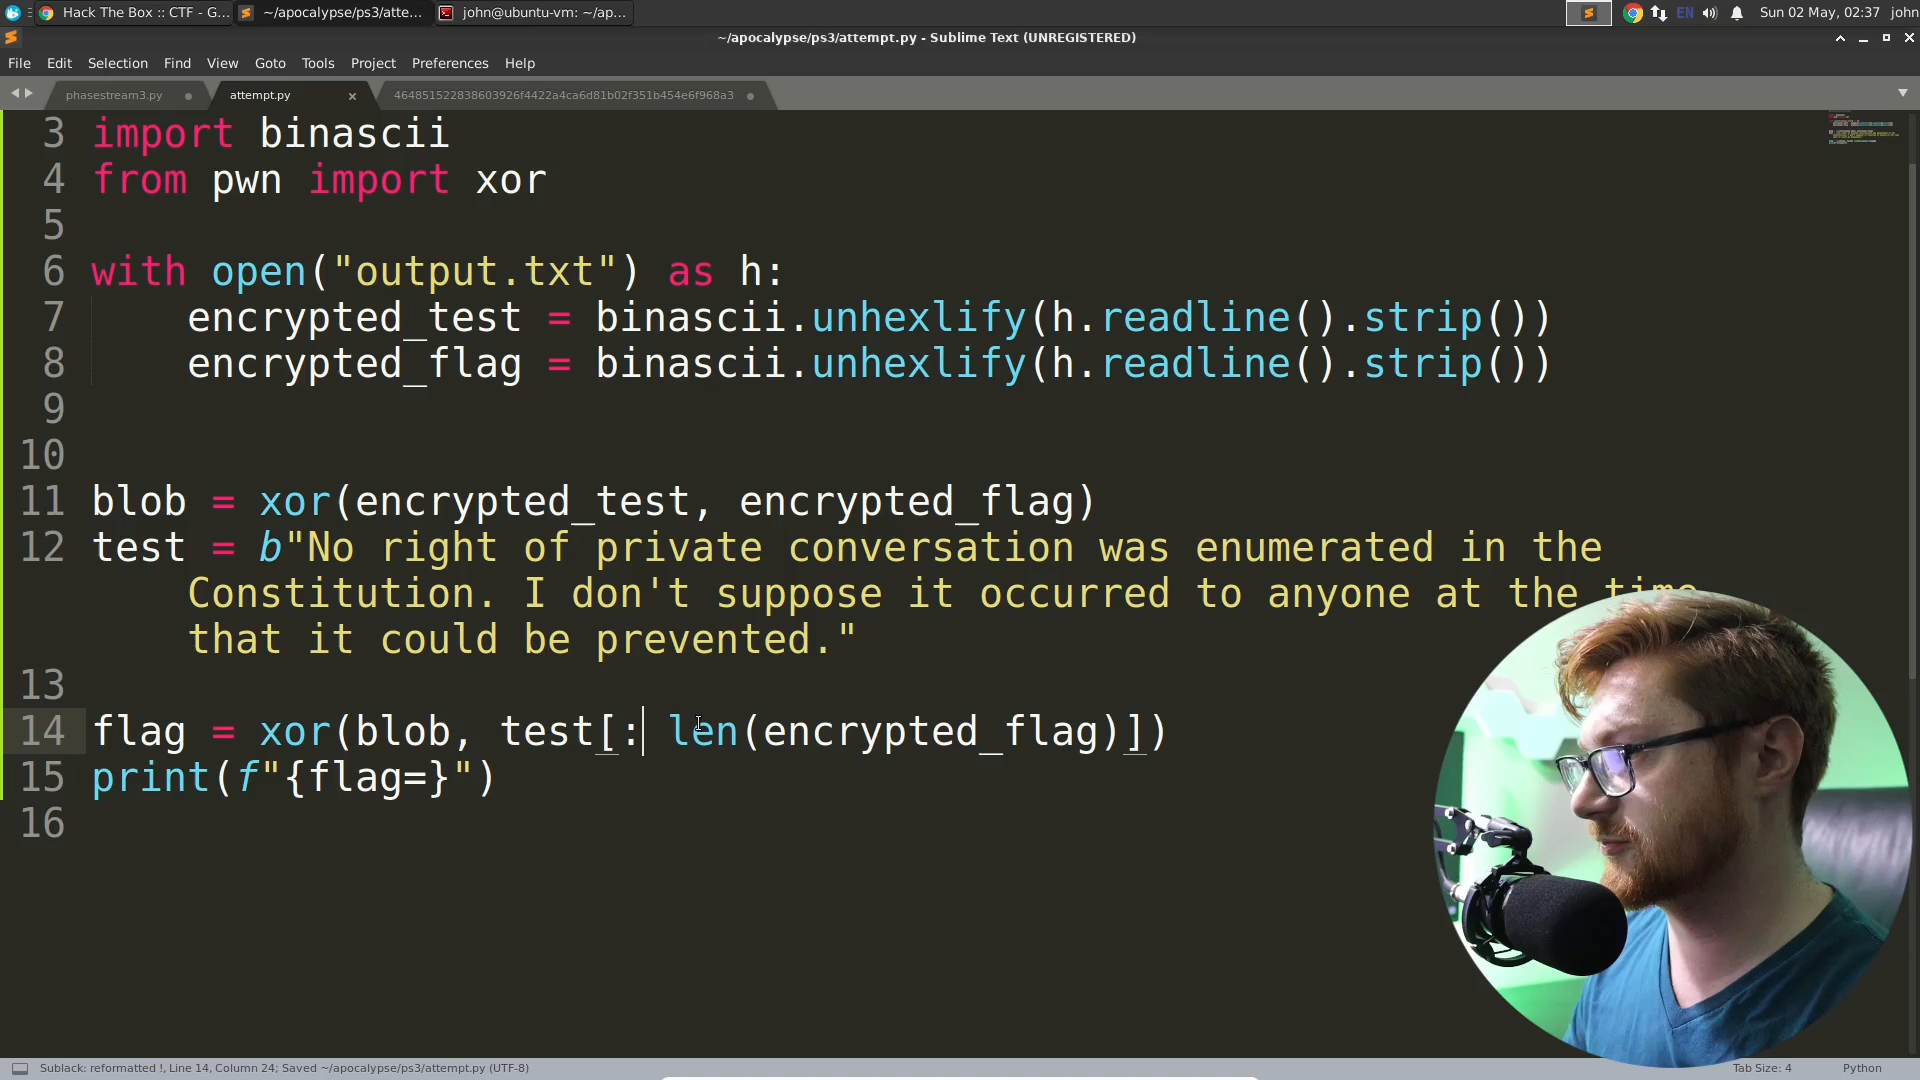 Hack The Box :: CTF - G...
~/apocalypse/ps3/atte...
john@ubuntu-vm: ~/ap...
EN
Sun 02 May, 02:37
john
~/apocalypse/ps3/attempt.py - Sublime Text (UNREGISTERED)
File Edit Selection Find View Goto Tools Project Preferences Help
phasestream3.py
attempt.py
464851522838603926f4422a4ca6d81b02f351b454e6f968a3
3 import binascii
4 from pwn import xor
5
6 with open("output.txt") as h:
7 encrypted_test = binascii.unhexlify(h.readline().strip())
8 encrypted_flag = binascii.unhexlify(h.readline().strip())
9
10
11 blob = xor(encrypted_test, encrypted_flag)
12 test = b"No right of private conversation was enumerated in the
Constitution. I don't suppose it occurred to anyone at the time
that it could be prevented."
13
14 flag = xor(blob, test[: len(encrypted_flag)])
15 print(f"{flag=}")
16
Sublack: reformatted !, Line 14, Column 24; Saved ~/apocalypse/ps3/attempt.py (UTF-8)
Tab Size: 4
Python